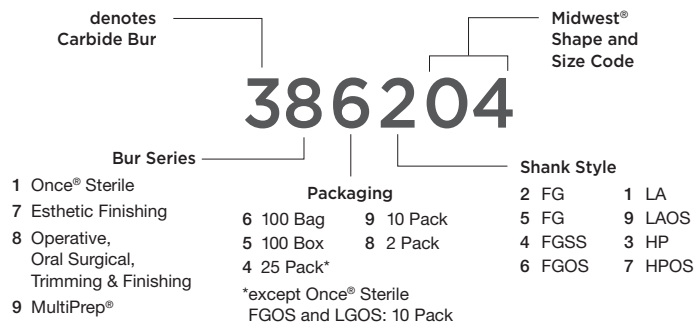 denotes
Carbide Bur
Midwest®
Shape and
Size Code
386204
Bur Series
1 Once® Sterile
7 Esthetic Finishing
8 Operative,
Oral Surgical,
Trimming & Finishing
9 MultiPrep®
Packaging
6 100 Bag 9 10 Pack
5 100 Box 8 2 Pack
4 25 Pack*
*except Once® Sterile
FGOS and LGOS: 10 Pack
Shank Style
2 FG 1 LA
5 FG 9 LAOS
4 FGSS 3 HP
6 FGOS 7 HPOS